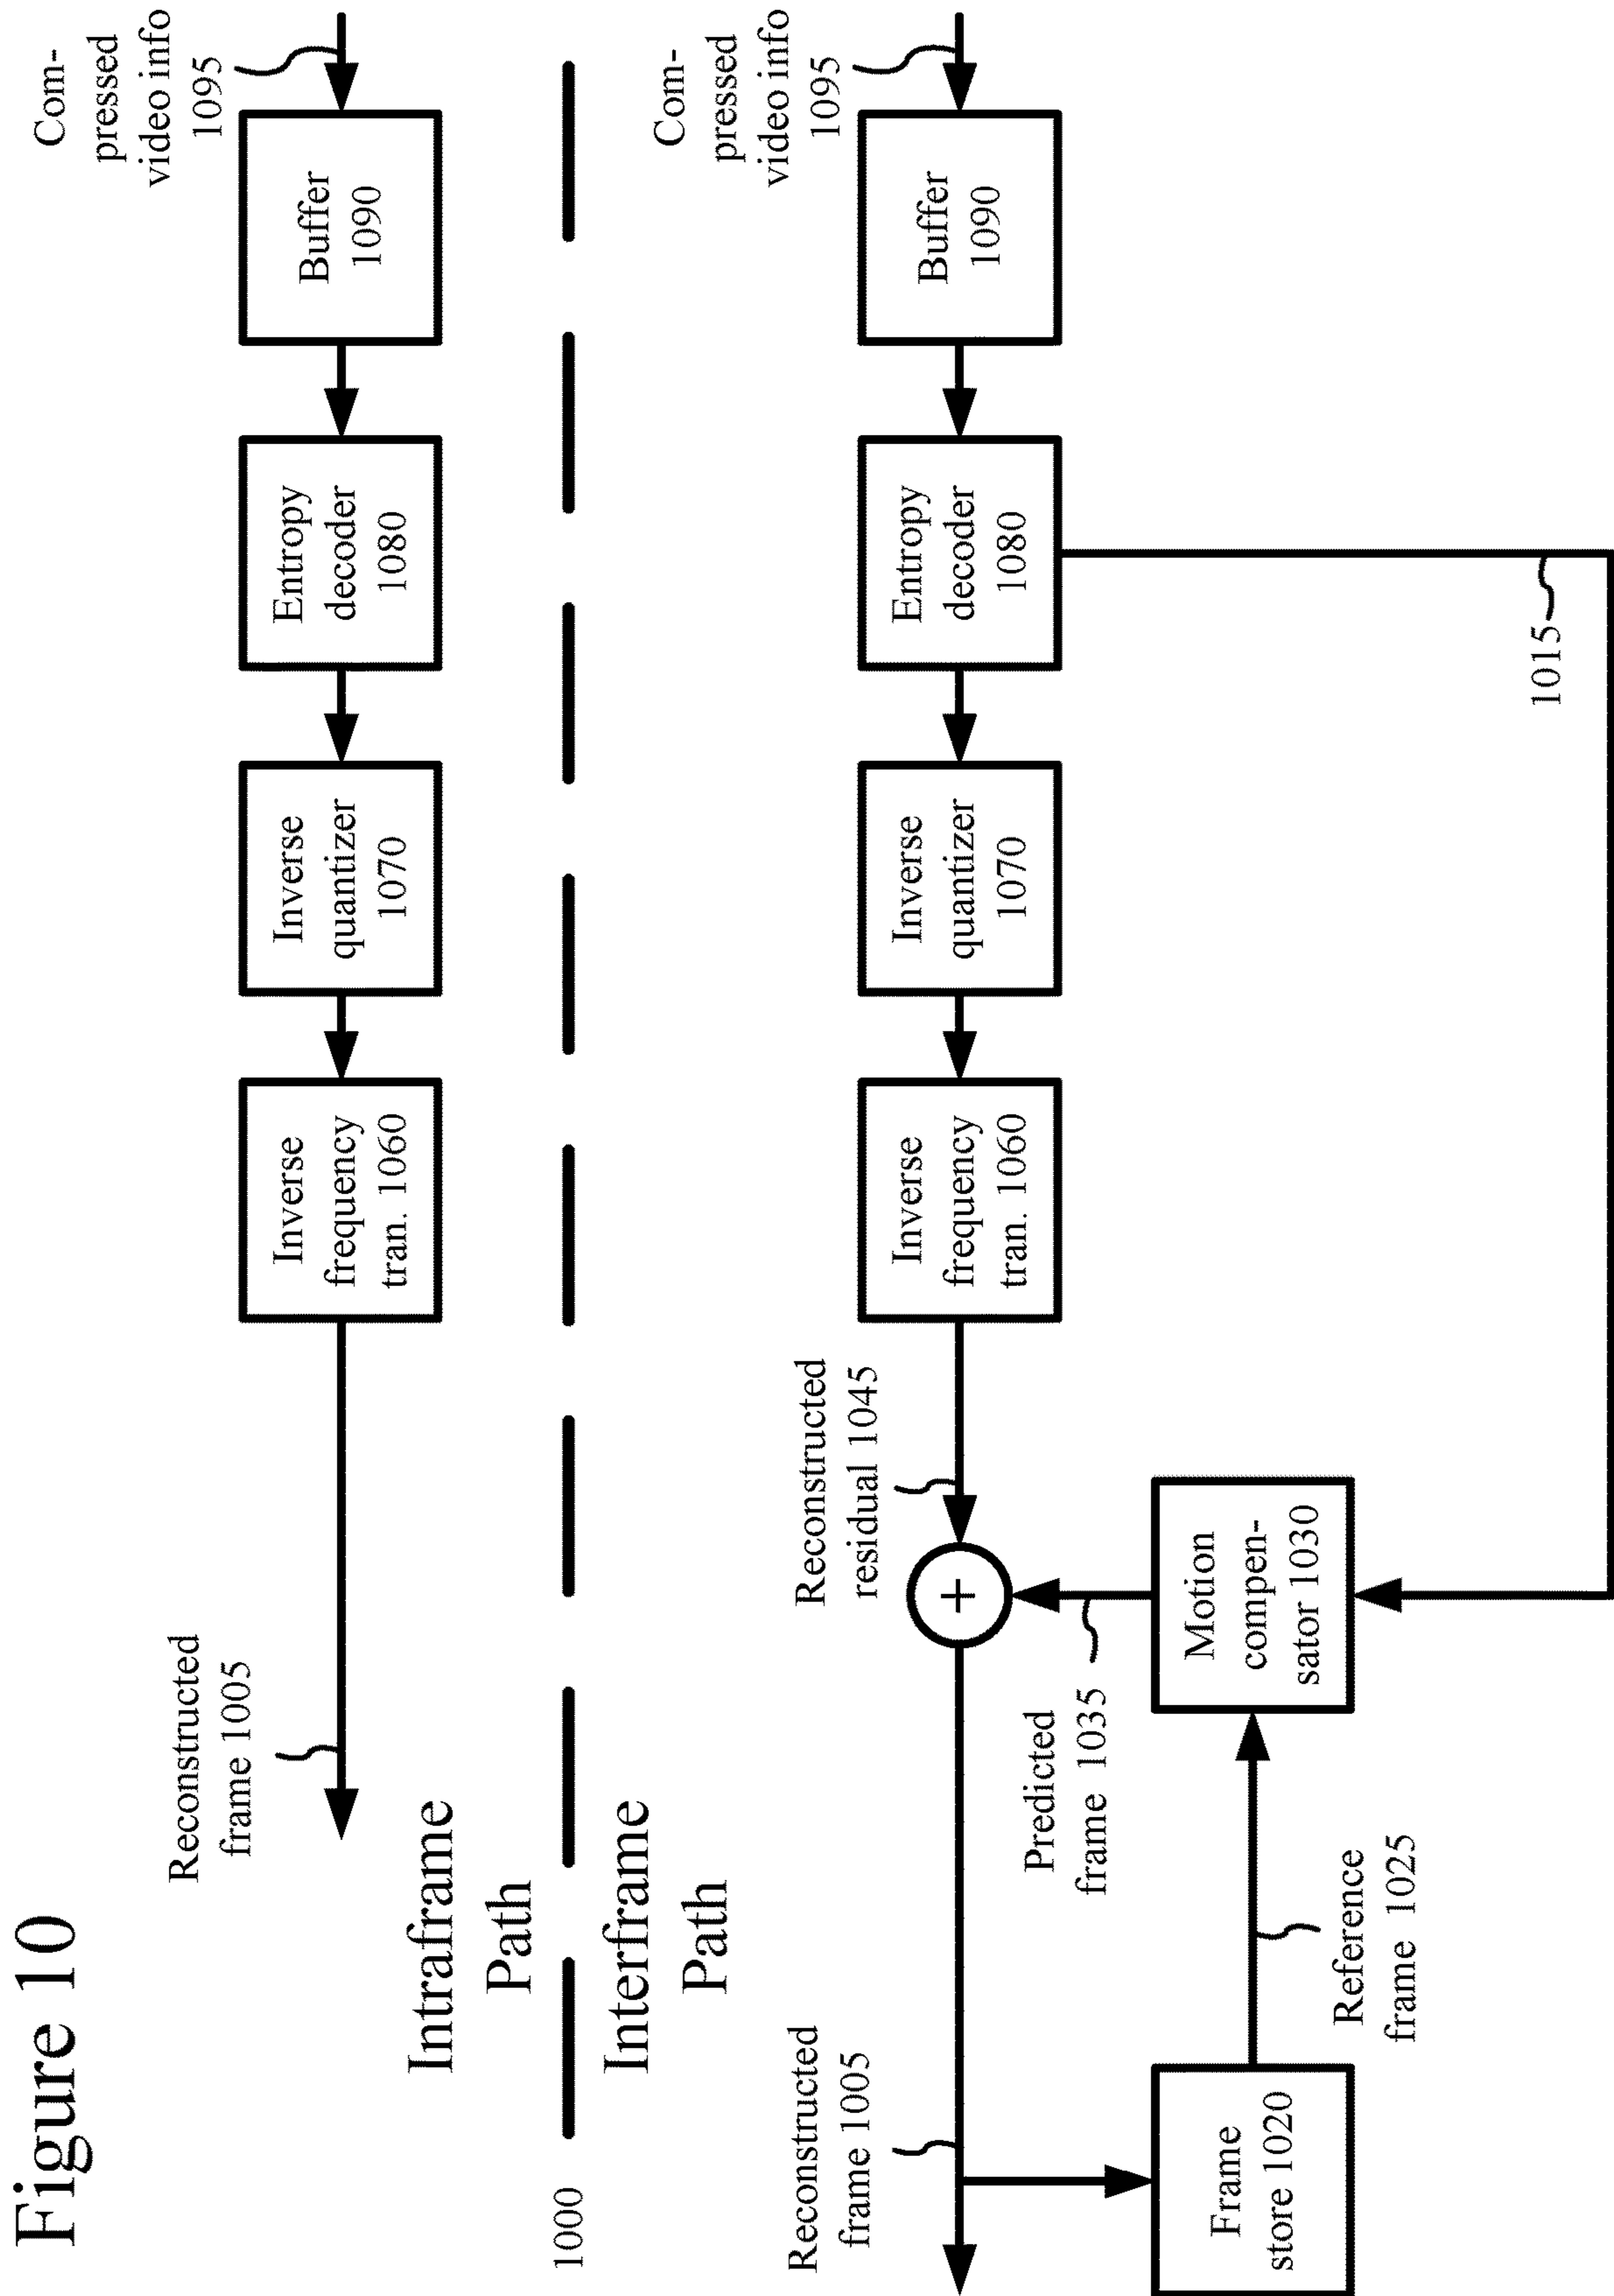 Figure 10
Reconstructed
frame 1005
Inverse
frequency
tran. 1060
Inverse
quantizer
1070
Entropy
decoder
1080
Buffer
1090
Com-
pressed
video info
1095
Intraframe
Path
1000
Interframe
Path
Reconstructed
frame 1005
Reconstructed
residual 1045
+
Inverse
frequency
tran. 1060
Inverse
quantizer
1070
Entropy
decoder
1080
Buffer
1090
Com-
pressed
video info
1095
Predicted
frame 1035
Frame
store 1020
Reference
frame 1025
Motion
compen-
sator 1030
1015